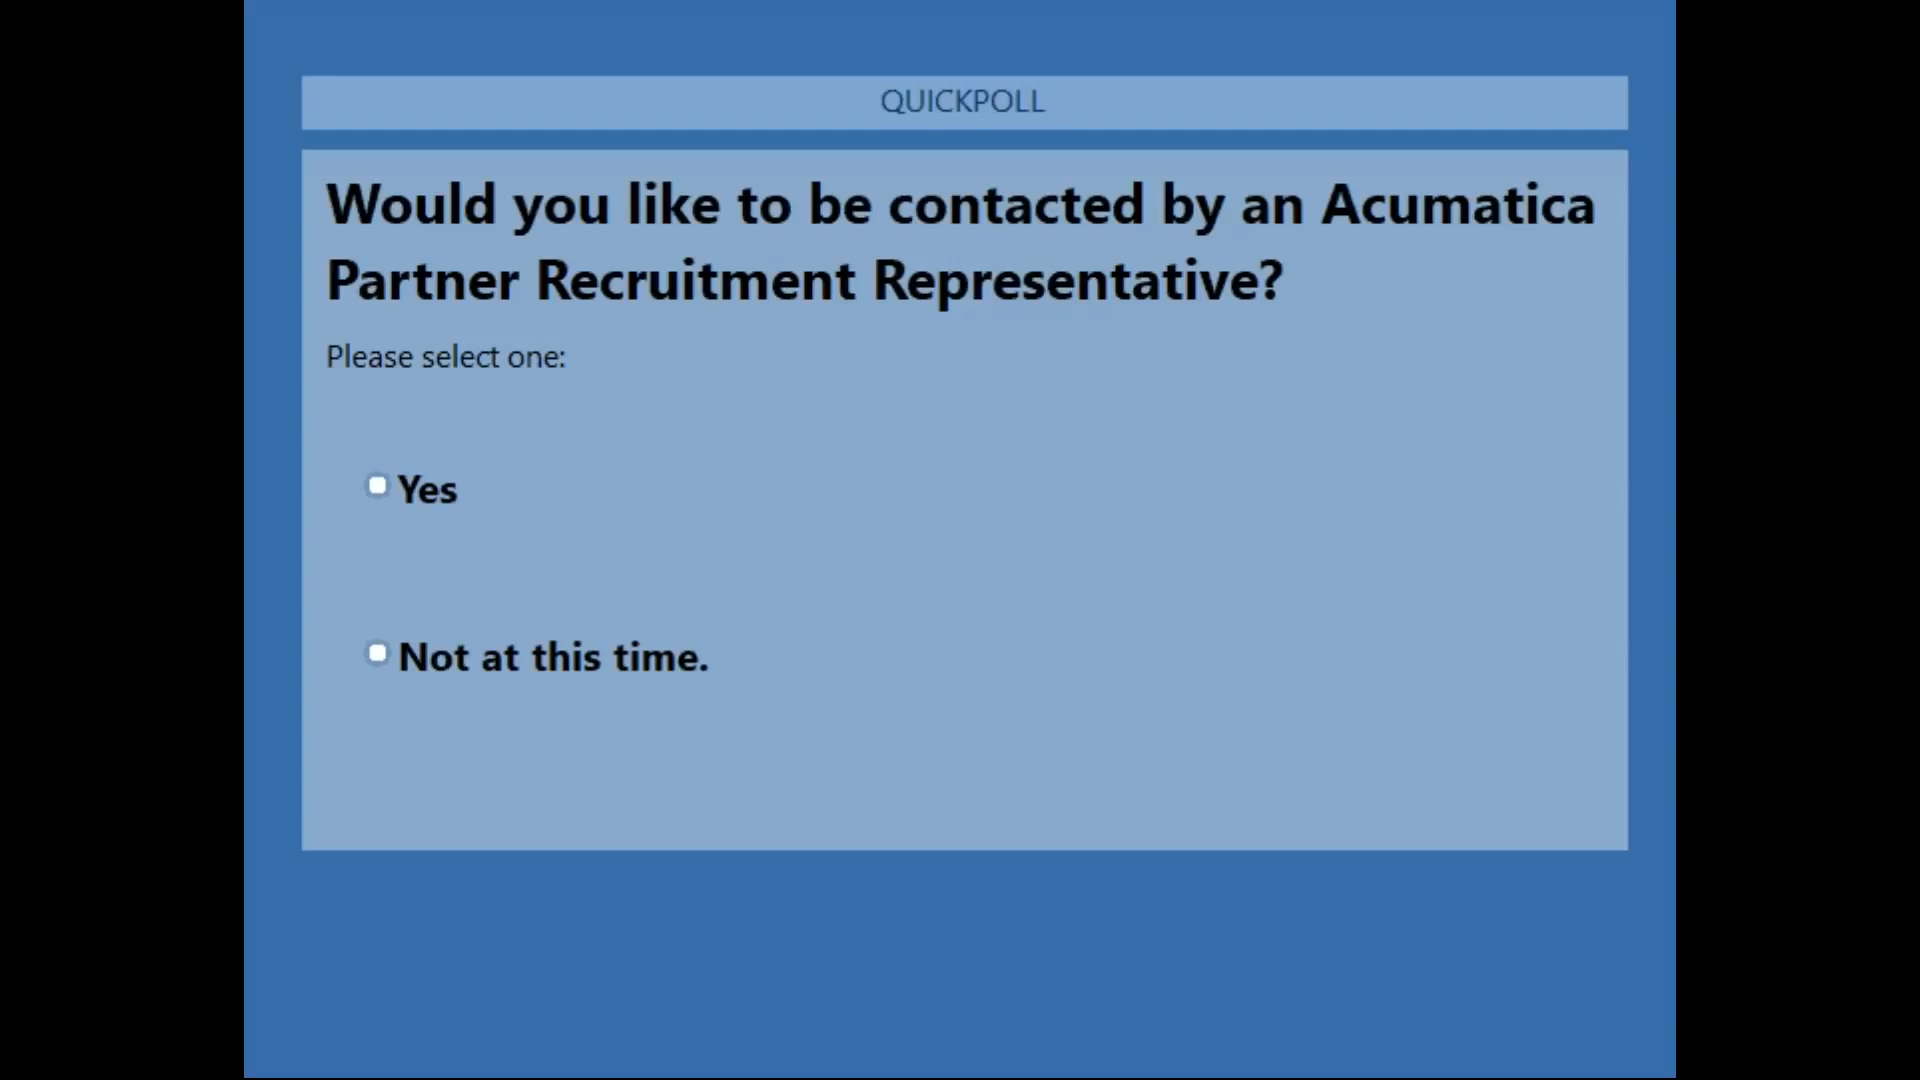 QUICKPOLL
Would you like to be contacted by an Acumatica
Partner Recruitment Representative?
Please select one:
Yes
Not at this time.